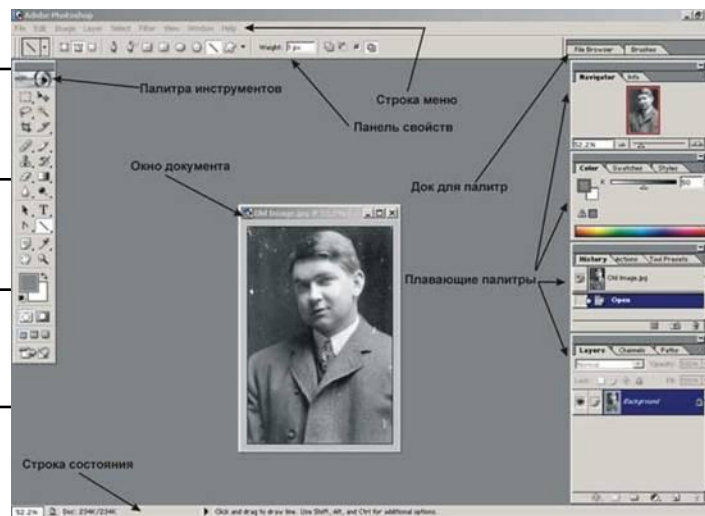 Adobe Photoshop
File Edit Image Layer Select Filter View Window Help
Weight: px
File Browser Brushes
Палитра инструментов
Строка меню
Панель свойств
Navigator Info
52,2%
Окно документа
Док для палитр
Color Swatches Styles
K 50
Old Image.jpg @ 52,2%
Плавающие палитры
History Actions Tool Presets
Old Image.jpg
Open
Layers Channels Paths
Normal Opacity:
Lock: Fill:
Background
Строка состояния
52.2% Doc: 234K/234K Click and drag to draw line. Use Shift, Alt, and Ctrl for additional options.